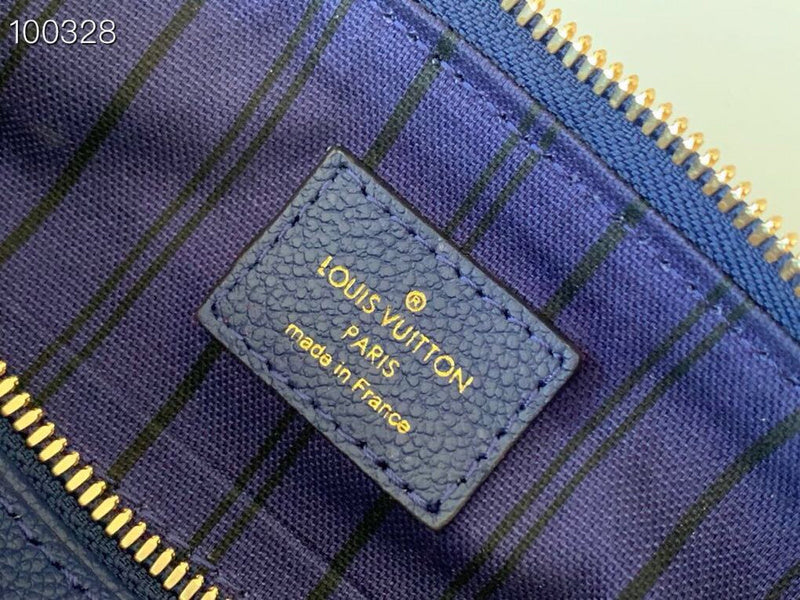 100328
®
LOUIS VUITTON
PARIS
made in France